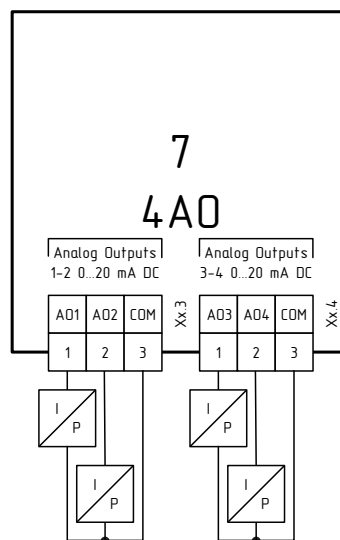 7
4AO
Analog Outputs
1-2 0...20 mA DC
Analog Outputs
3-4 0...20 mA DC
AO1 AO2 COM
Xx.3
AO3 AO4 COM
Xx.4
1 2 3
1 2 3
I
P
I
P
I
P
I
P